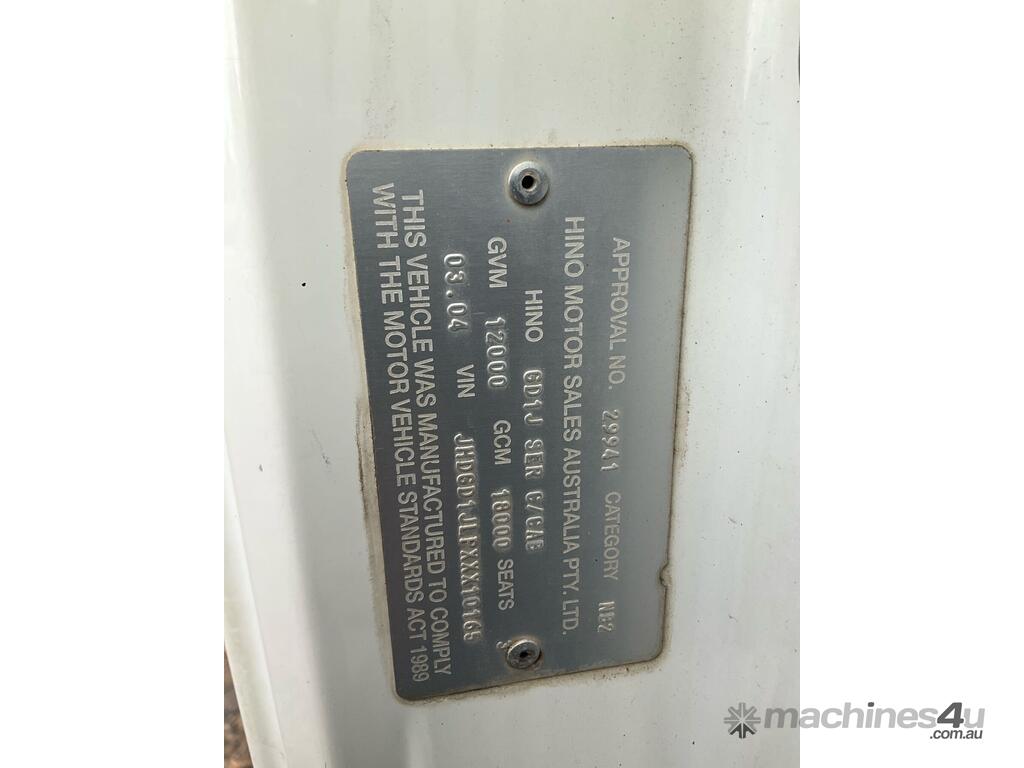 APPROVAL NO. 29941 CATEGORY NB2
HINO MOTOR SALES AUSTRALIA PTY. LTD.
HINO GD1J SER C/CAB
GVM 12000 GCM 18000 SEATS 3
03.04 VIN JHDGD1JLPXXX10165
THIS VEHICLE WAS MANUFACTURED TO COMPLY
WITH THE MOTOR VEHICLE STANDARDS ACT 1989
machines4u
.com.au